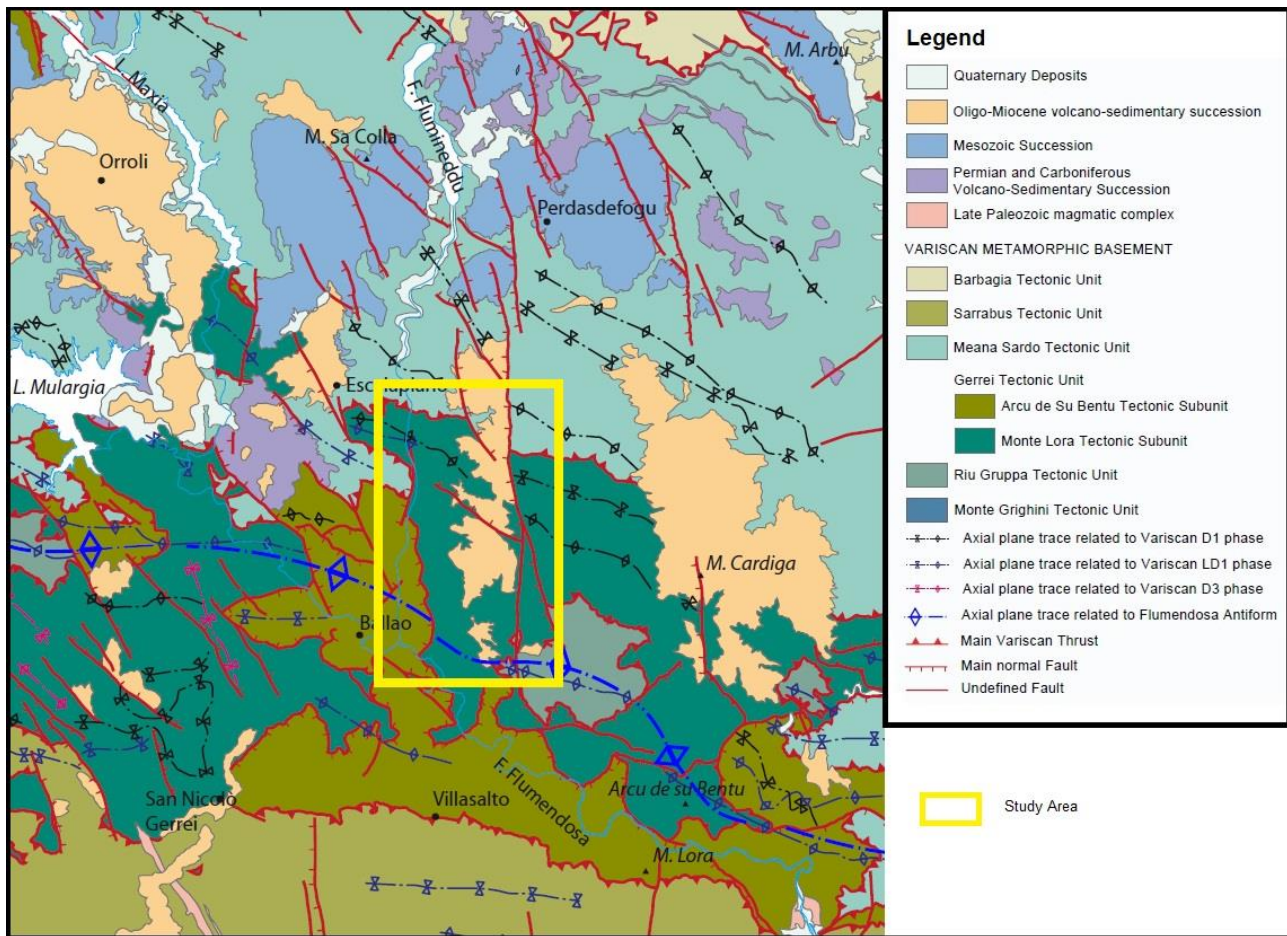 M. Arbu
L. Maxia
F. Flumineddu
M. Sa Colla
Orroli
Perdasdefogu
L. Mulargia
Escalaplano
M. Cardiga
Ballao
San Nicolò
Gerrei
Villasalto
F. Flumendosa
Arcu de su Bentu
M. Lora
Legend
Quaternary Deposits
Oligo-Miocene volcano-sedimentary succession
Mesozoic Succession
Permian and Carboniferous
Volcano-Sedimentary Succession
Late Paleozoic magmatic complex
VARISCAN METAMORPHIC BASEMENT
Barbagia Tectonic Unit
Sarrabus Tectonic Unit
Meana Sardo Tectonic Unit
Gerrei Tectonic Unit
Arcu de Su Bentu Tectonic Subunit
Monte Lora Tectonic Subunit
Riu Gruppa Tectonic Unit
Monte Grighini Tectonic Unit
Axial plane trace related to Variscan D1 phase
Axial plane trace related to Variscan LD1 phase
Axial plane trace related to Variscan D3 phase
Axial plane trace related to Flumendosa Antiform
Main Variscan Thrust
Main normal Fault
Undefined Fault
Study Area